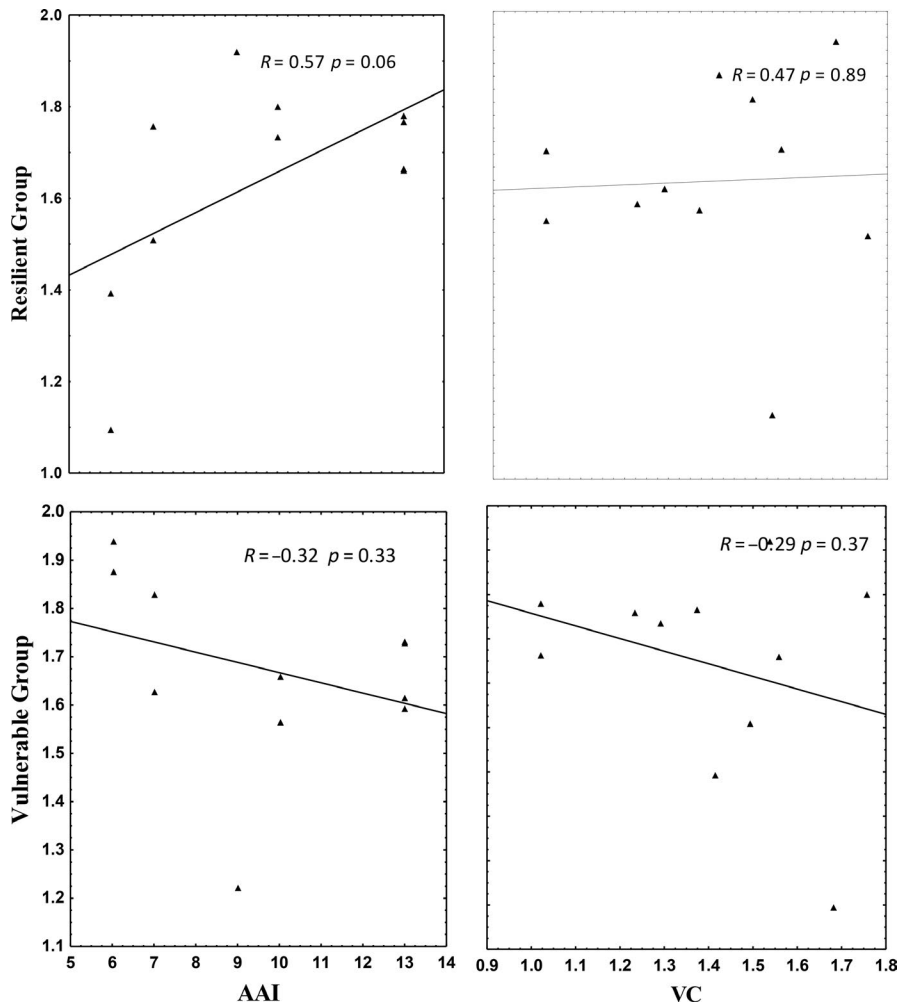 2.0
R = 0.57 p = 0.06
R = 0.47 p = 0.89
1.8
1.6
Resilient Group
1.4
1.2
1.0
2.0
1.9
R = –0.32 p = 0.33
R = –0.29 p = 0.37
1.8
1.7
1.6
Vulnerable Group
1.5
1.4
1.3
1.2
1.1
5 6 7 8 9 10 11 12 13 14
0.9 1.0 1.1 1.2 1.3 1.4 1.5 1.6 1.7 1.8
AAI
VC